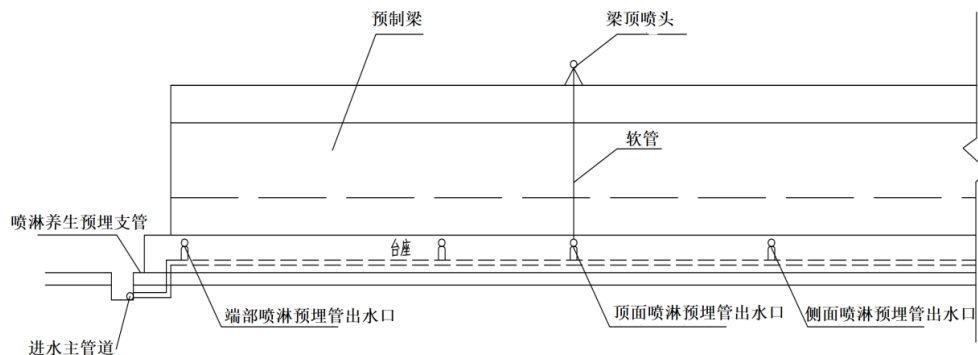 预制梁
梁顶喷头
软管
喷淋养生预埋支管
台座
端部喷淋预埋管出水口
顶面喷淋预埋管出水口
侧面喷淋预埋管出水口
进水主管道